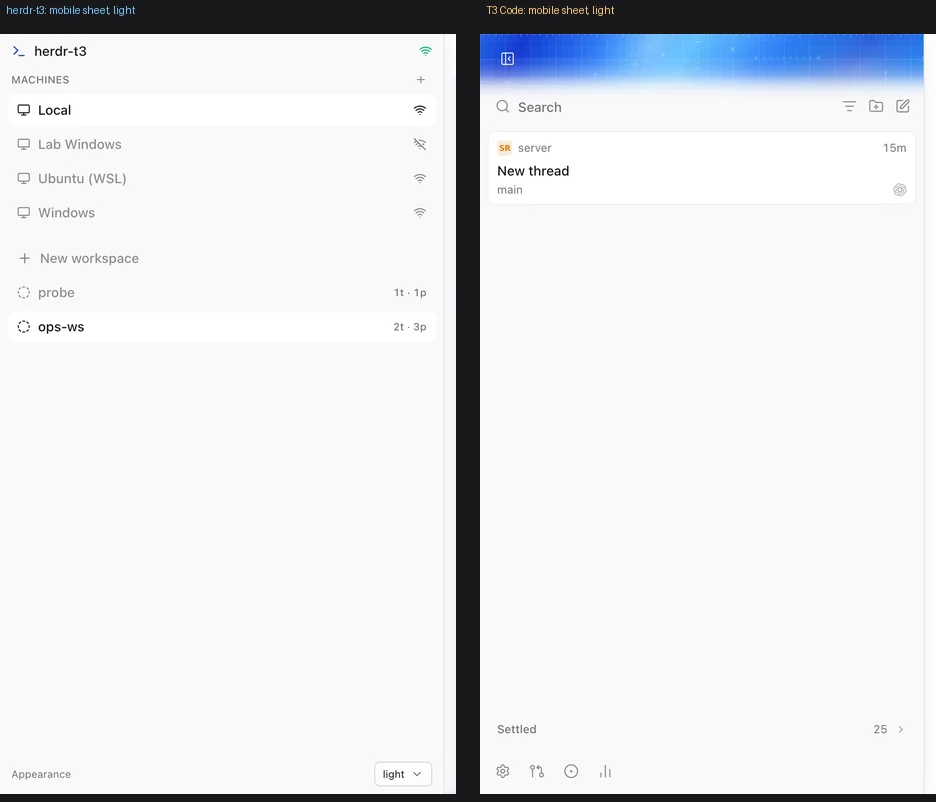 herdr-t3: mobile sheet, light
herdr-t3
MACHINES
Local
Lab Windows
Ubuntu (WSL)
Windows
New workspace
probe 1t · 1p
ops-ws 2t · 3p
Appearance light
T3 Code: mobile sheet, light
Search
SR server 15m
New thread
main
Settled 25